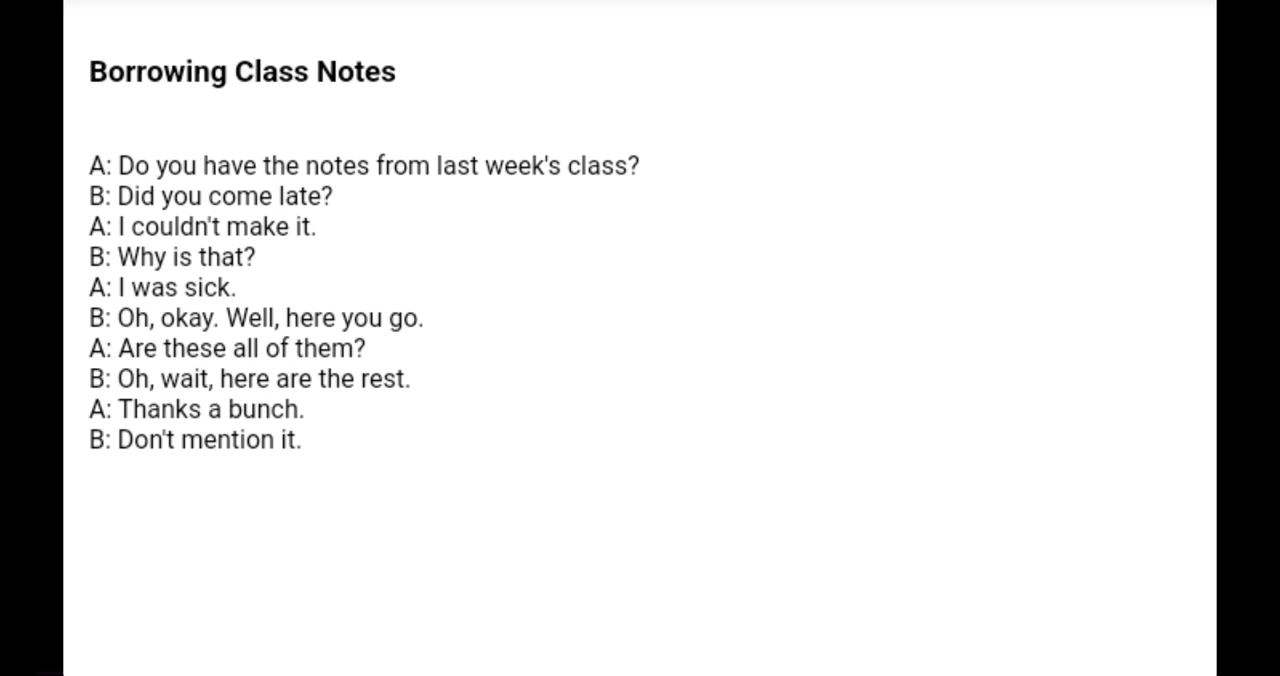 Borrowing Class Notes
A: Do you have the notes from last week's class?
B: Did you come late?
A: I couldn't make it.
B: Why is that?
A: I was sick.
B: Oh, okay. Well, here you go.
A: Are these all of them?
B: Oh, wait, here are the rest.
A: Thanks a bunch.
B: Don't mention it.